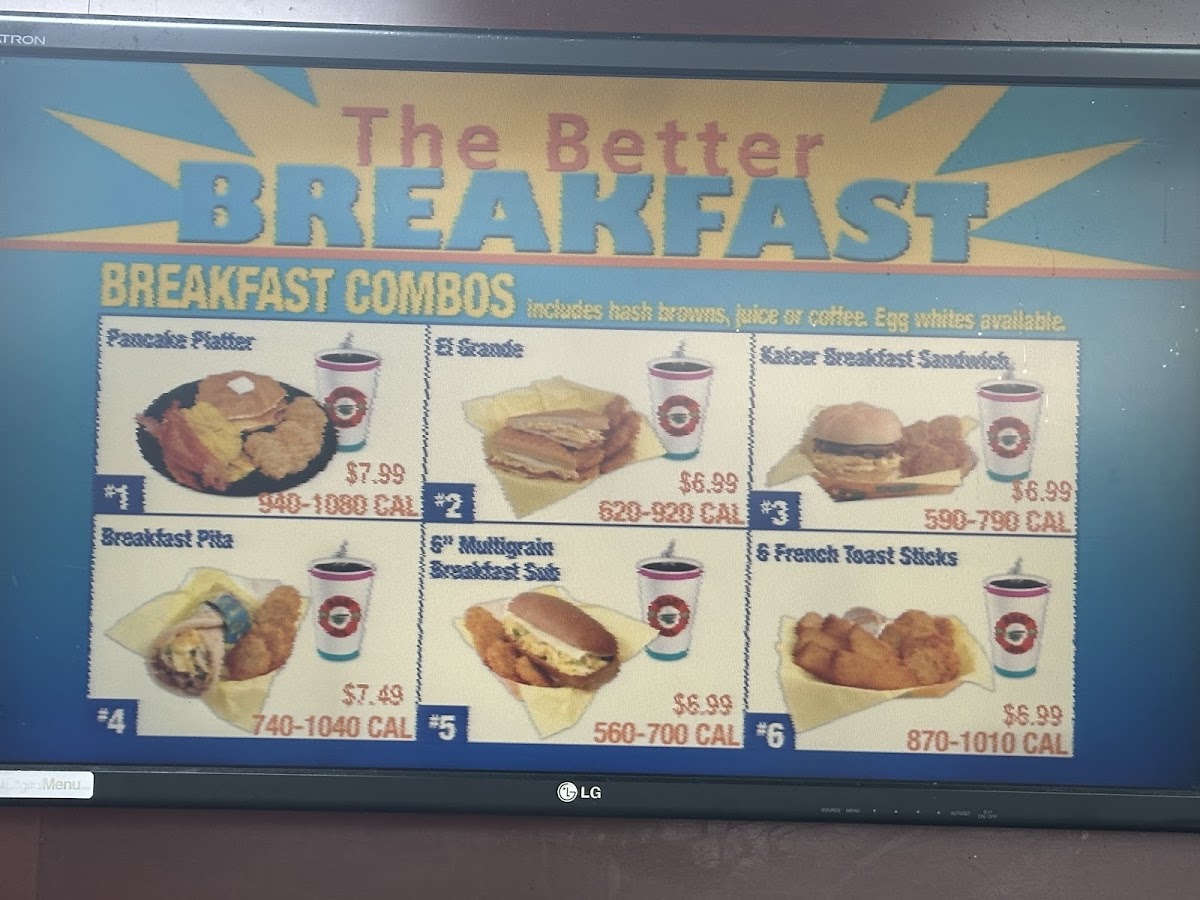 TRON
The Better
BREAKFAST
BREAKFAST COMBOS includes hash browns, juice or coffee. Egg whites available.
Pancake Platter
$7.99
#1
940-1080 CAL
El Grande
$6.99
#2
620-920 CAL
Kaiser Breakfast Sandwich
$6.99
#3
590-790 CAL
Breakfast Pita
$7.49
#4
740-1040 CAL
6" Multigrain
Breakfast Sub
$6.99
#5
560-700 CAL
6 French Toast Sticks
$6.99
#6
870-1010 CAL
Menu
LG
SOURCE MENU